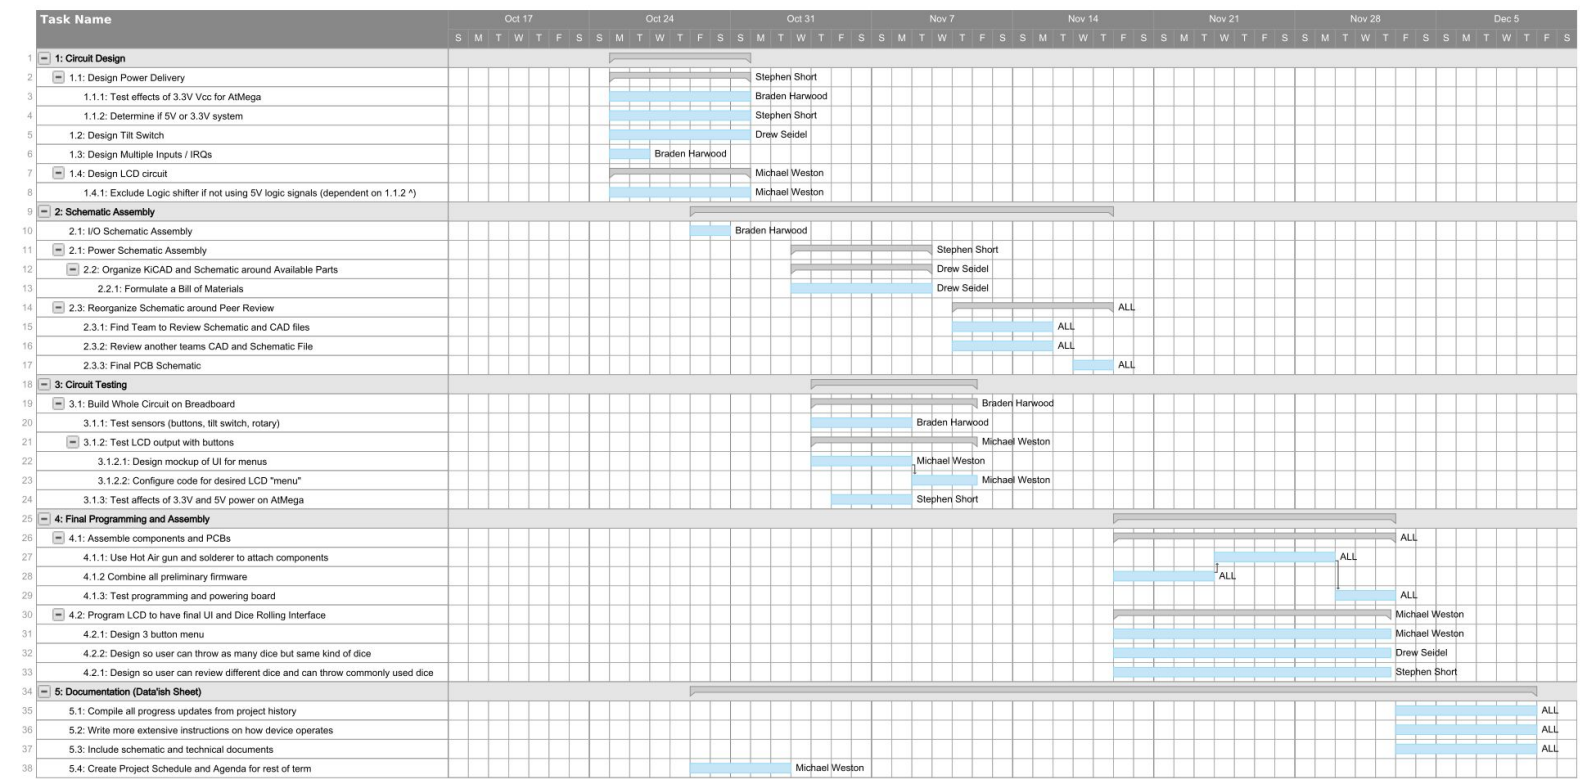 Task Name Oct 17 Oct 24 Oct 31 Nov 7 Nov 14 Nov 21 Nov 28 Dec 5
S M T W T F S S M T W T F S S M T W T F S S M T W T F S S M T W T F S S M T W T F S S M T W T F S S M T W T F S
1 1: Circuit Design
2 1.1: Design Power Delivery Stephen Short
3 1.1.1: Test effects of 3.3V Vcc for AtMega Braden Harwood
4 1.1.2: Determine if 5V or 3.3V system Stephen Short
5 1.2: Design Tilt Switch Drew Seidel
6 1.3: Design Multiple Inputs / IRQs Braden Harwood
7 1.4: Design LCD circuit Michael Weston
8 1.4.1: Exclude Logic shifter if not using 5V logic signals (dependent on 1.1.2 ^) Michael Weston
9 2: Schematic Assembly
10 2.1: I/O Schematic Assembly Braden Harwood
11 2.1: Power Schematic Assembly Stephen Short
12 2.2: Organize KiCAD and Schematic around Available Parts Drew Seidel
13 2.2.1: Formulate a Bill of Materials Drew Seidel
14 2.3: Reorganize Schematic around Peer Review ALL
15 2.3.1: Find Team to Review Schematic and CAD files ALL
16 2.3.2: Review another teams CAD and Schematic File ALL
17 2.3.3: Final PCB Schematic ALL
18 3: Circuit Testing
19 3.1: Build Whole Circuit on Breadboard Braden Harwood
20 3.1.1: Test sensors (buttons, tilt switch, rotary) Braden Harwood
21 3.1.2: Test LCD output with buttons Michael Weston
22 3.1.2.1: Design mockup of UI for menus Michael Weston
23 3.1.2.2: Configure code for desired LCD "menu" Michael Weston
24 3.1.3: Test affects of 3.3V and 5V power on AtMega Stephen Short
25 4: Final Programming and Assembly
26 4.1: Assemble components and PCBs ALL
27 4.1.1: Use Hot Air gun and solderer to attach components ALL
28 4.1.2 Combine all preliminary firmware ALL
29 4.1.3: Test programming and powering board ALL
30 4.2: Program LCD to have final UI and Dice Rolling Interface Michael Weston
31 4.2.1: Design 3 button menu Michael Weston
32 4.2.2: Design so user can throw as many dice but same kind of dice Drew Seidel
33 4.2.1: Design so user can review different dice and can throw commonly used dice Stephen Short
34 5: Documentation (Data'ish Sheet)
35 5.1: Compile all progress updates from project history ALL
36 5.2: Write more extensive instructions on how device operates ALL
37 5.3: Include schematic and technical documents ALL
38 5.4: Create Project Schedule and Agenda for rest of term Michael Weston